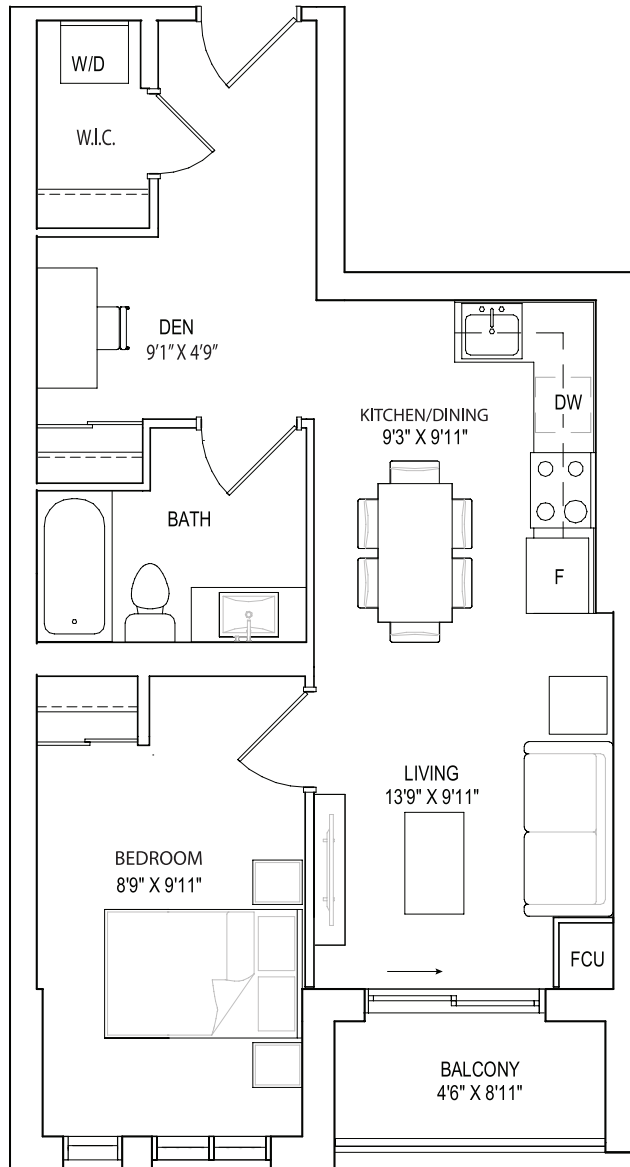 W/D
W.I.C.
DEN
9'1" X 4'9"
KITCHEN/DINING
9'3" X 9'11"
DW
BATH
F
LIVING
13'9" X 9'11"
BEDROOM
8'9" X 9'11"
FCU
BALCONY
4'6" X 8'11"